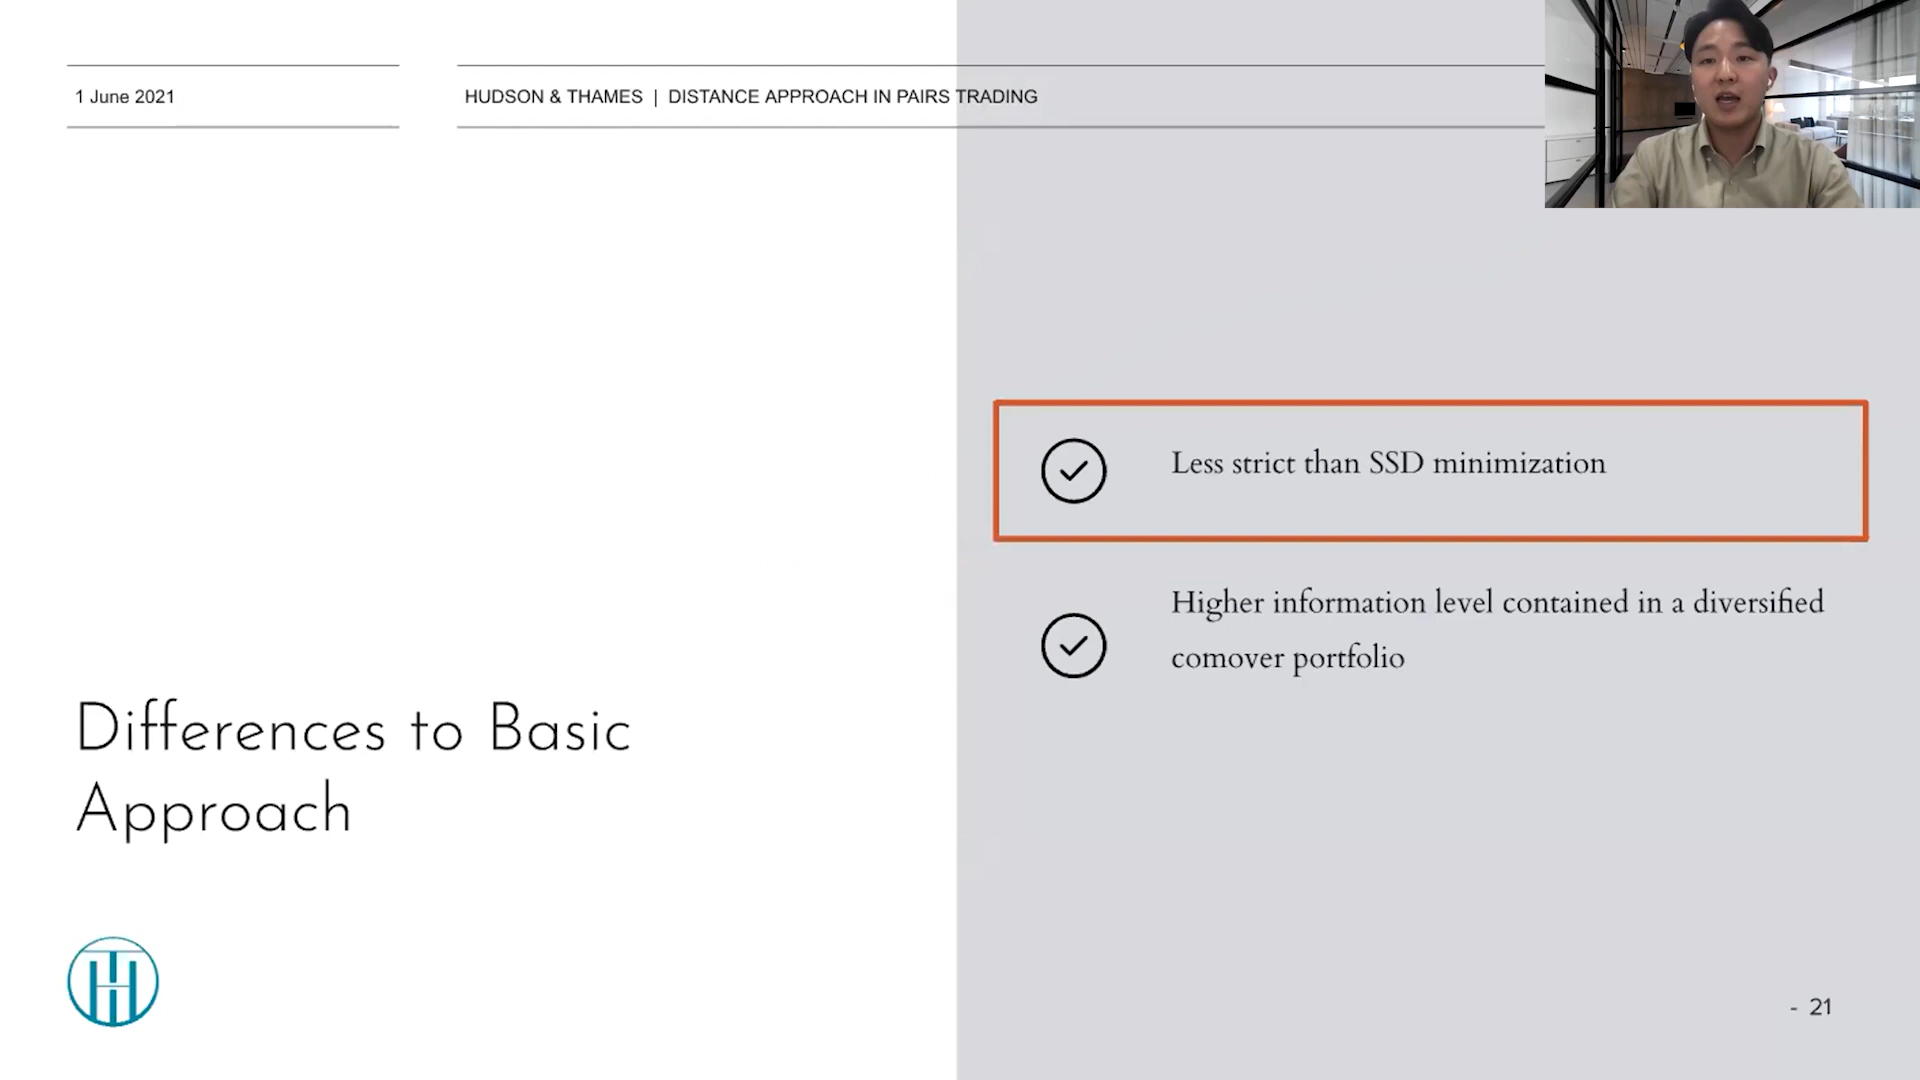 1 June 2021
HUDSON & THAMES | DISTANCE APPROACH IN PAIRS TRADING
Less strict than SSD minimization
Higher information level contained in a diversified
comover portfolio
Differences to Basic
Approach
- 21